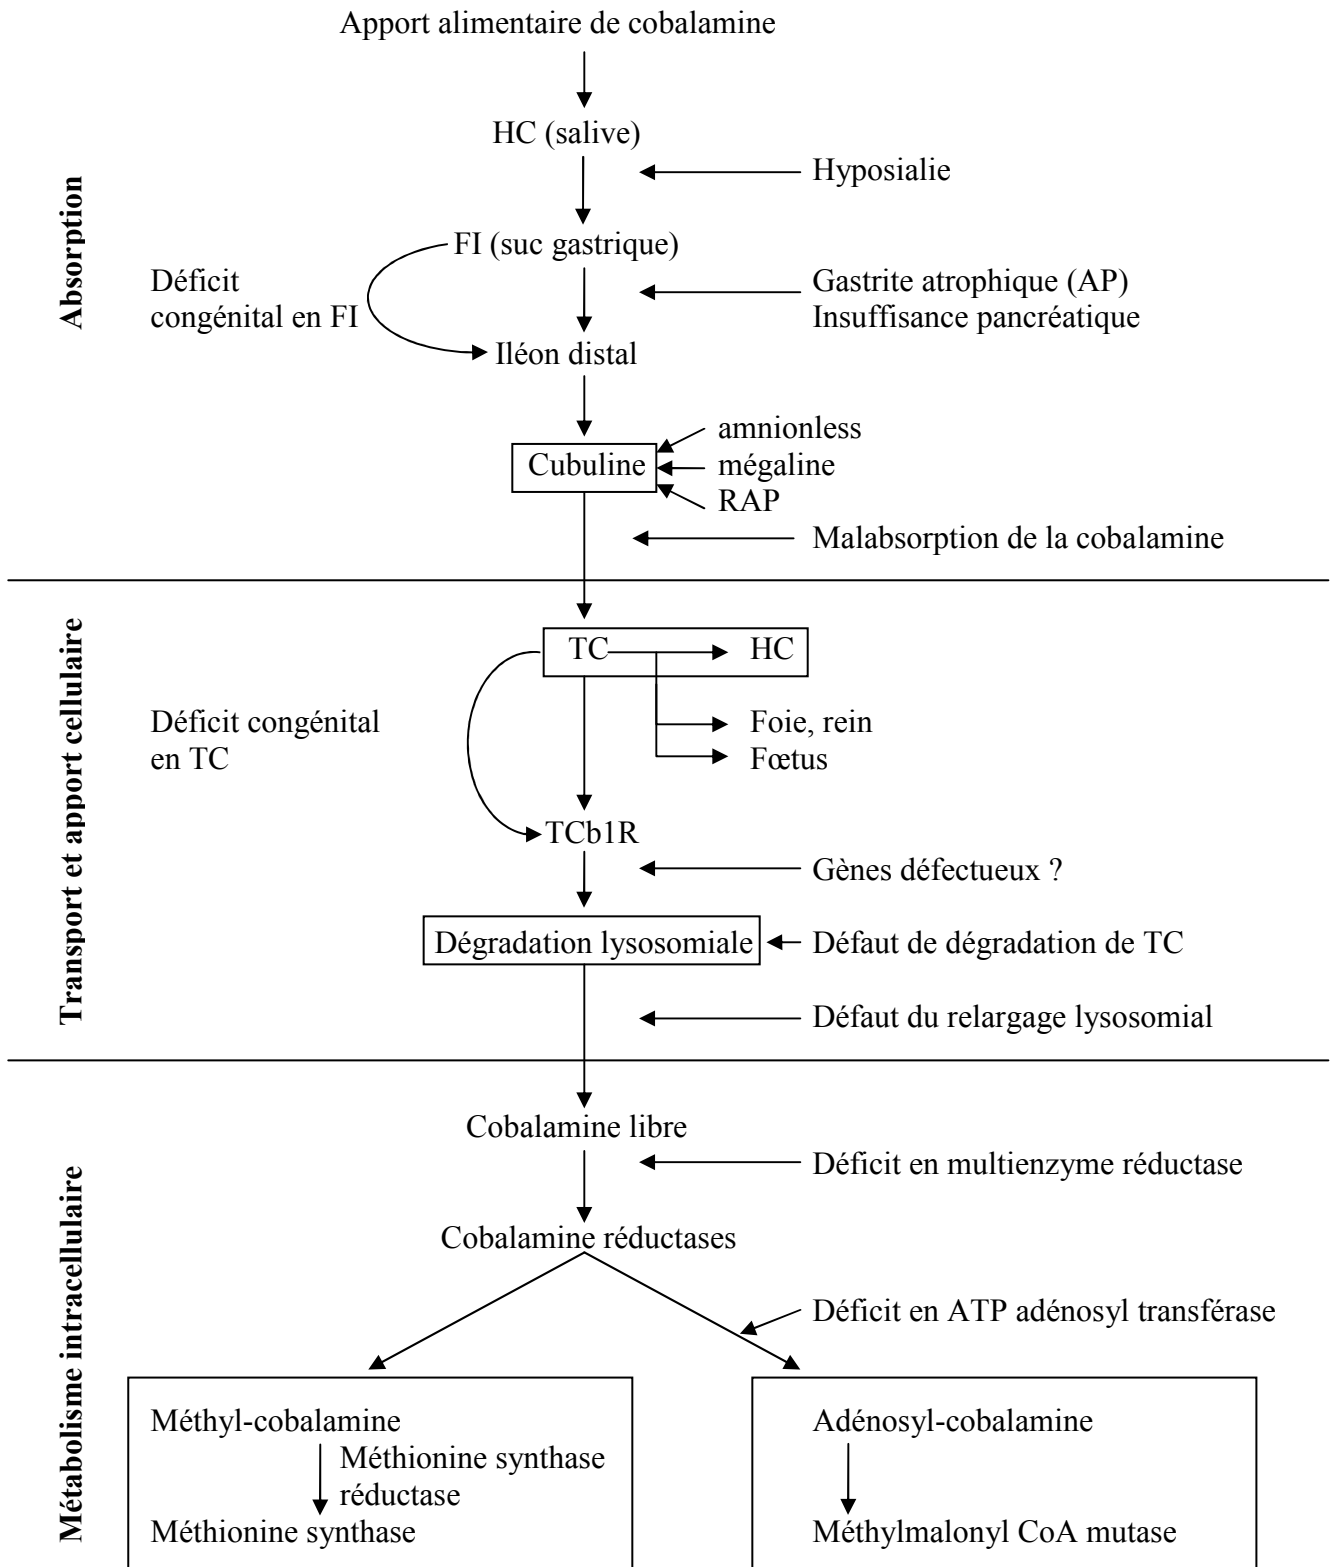 Apport alimentaire de cobalamine
HC (salive)
Hyposialie
Absorption
FI (suc gastrique)
Déficit
congénital en FI
Gastrite atrophique (AP)
Insuffisance pancréatique
Iléon distal
amnionless
Cubuline
mégaline
RAP
Malabsorption de la cobalamine
Transport et apport cellulaire
TC
HC
Déficit congénital
en TC
Foie, rein
Fœtus
TCb1R
Gènes défectueux ?
Dégradation lysosomiale
Défaut de dégradation de TC
Défaut du relargage lysosomial
Métabolisme intracellulaire
Cobalamine libre
Déficit en multienzyme réductase
Cobalamine réductases
Déficit en ATP adénosyl transférase
Méthyl-cobalamine
Méthionine synthase
réductase
Méthionine synthase
Adénosyl-cobalamine
Méthylmalonyl CoA mutase